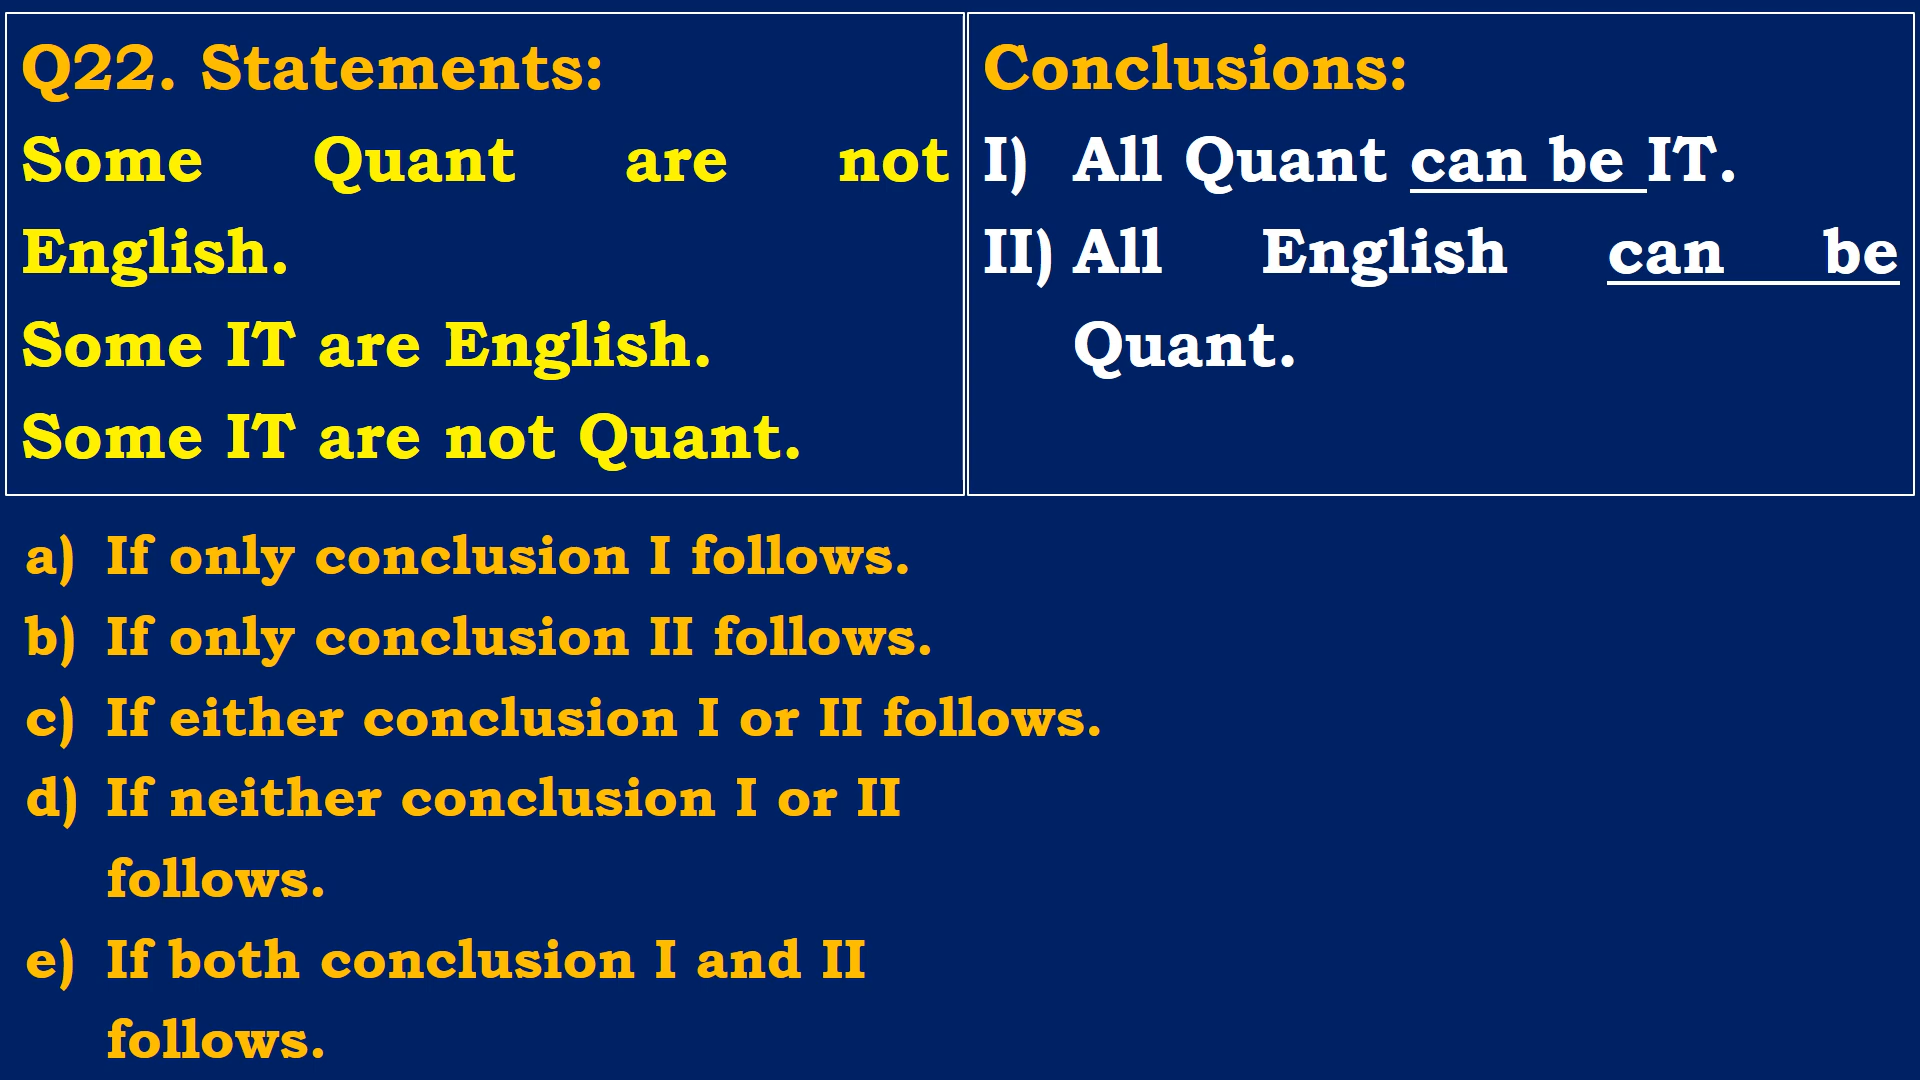 Q22. Statements:
Some Quant are not
English.
Some IT are English.
Some IT are not Quant.
Conclusions:
I) All Quant can be IT.
II) All English can be
Quant.
a) If only conclusion I follows.
b) If only conclusion II follows.
c) If either conclusion I or II follows.
d) If neither conclusion I or II
follows.
e) If both conclusion I and II
follows.